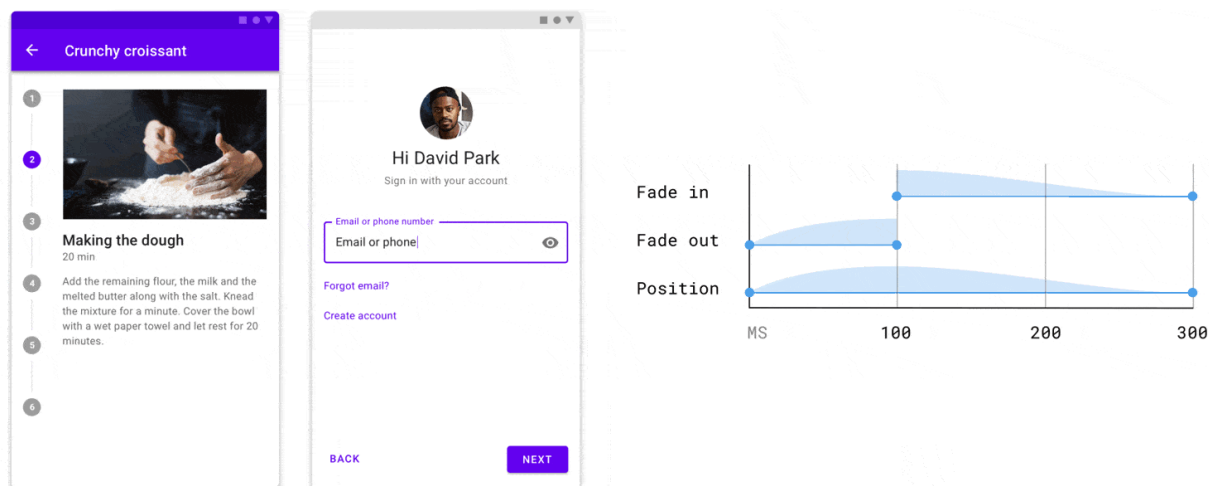 Crunchy croissant
1
2
3
4
5
6
Making the dough
20 min
Add the remaining flour, the milk and the
melted butter along with the salt. Knead
the mixture for a minute. Cover the bowl
with a wet paper towel and let rest for 20
minutes.
Hi David Park
Sign in with your account
Email or phone number
Email or phone
Forgot email?
Create account
BACK
NEXT
Fade in
Fade out
Position
MS
100
200
300